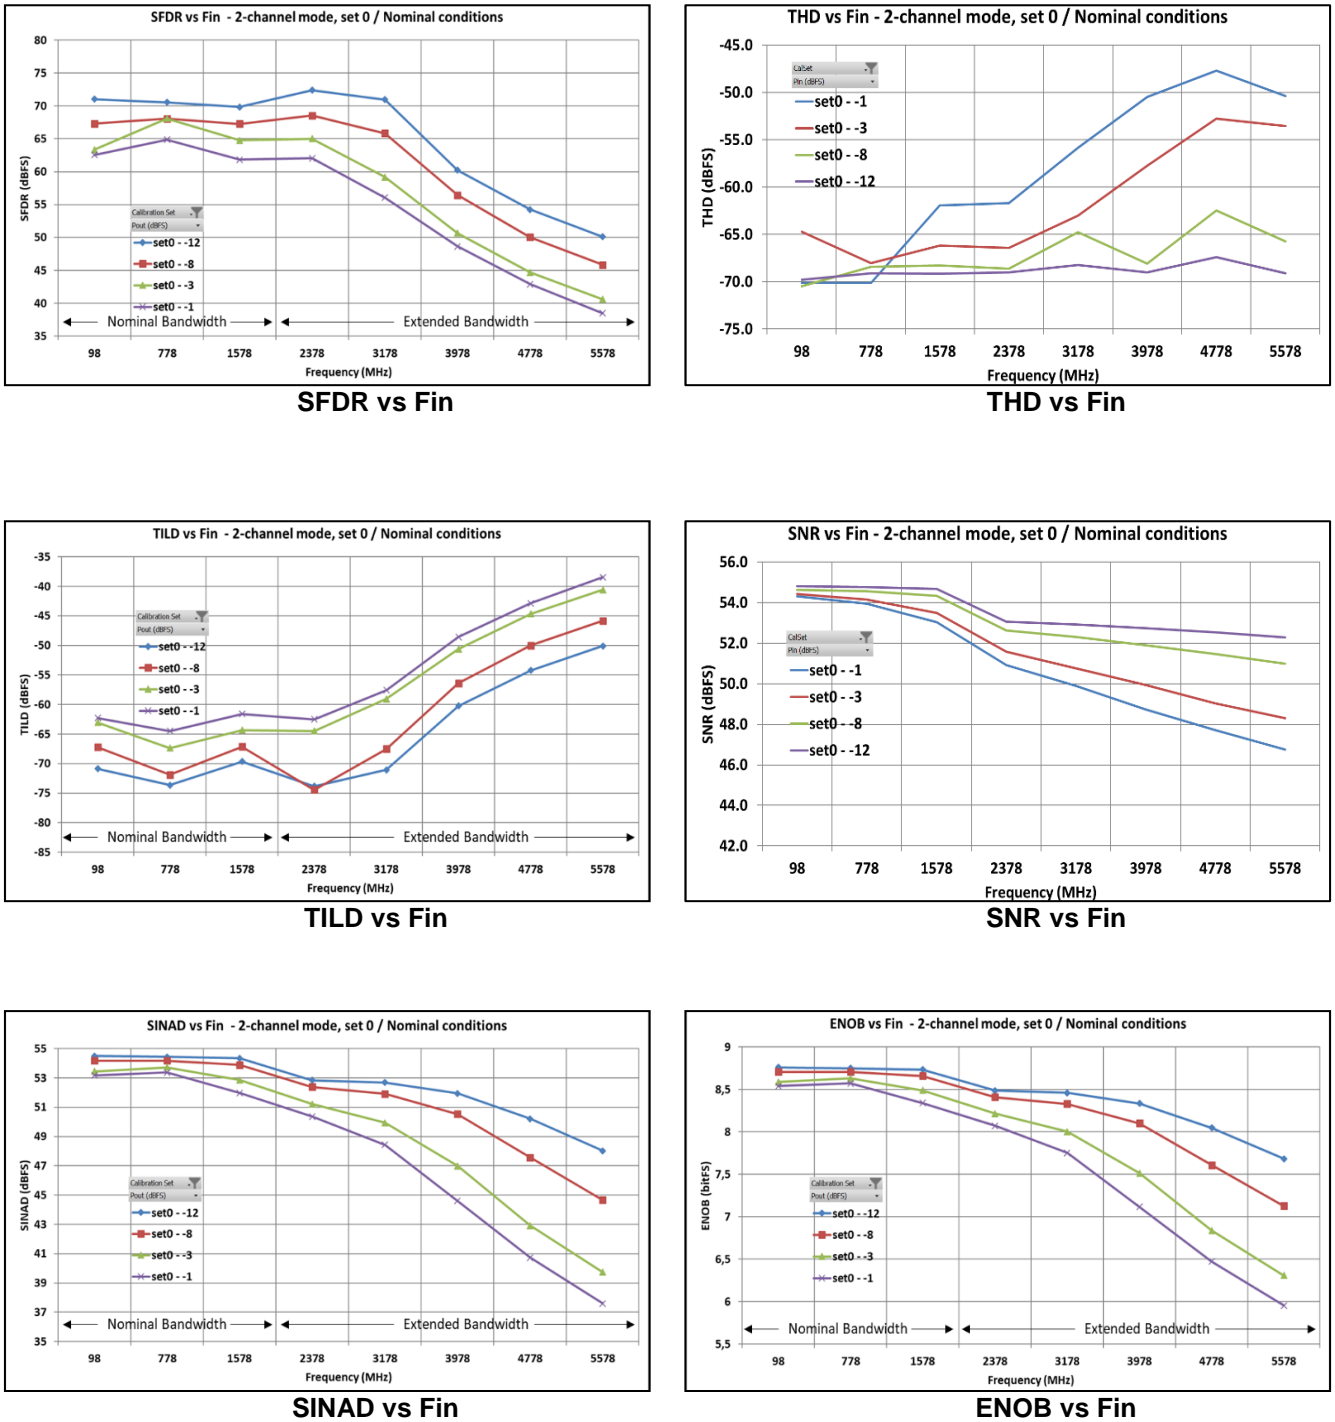 SFDR vs Fin - 2-channel mode, set 0 / Nominal conditions
80
75
70
65
60
55
50
45
40
35
SFDR (dBFS)
Calibration Set
Pout (dBFS)
set0 - -12
set0 - -8
set0 - -3
set0 - -1
Nominal Bandwidth
Extended Bandwidth
98 778 1578 2378 3178 3978 4778 5578
Frequency (MHz)
SFDR vs Fin
THD vs Fin - 2-channel mode, set 0 / Nominal conditions
-45.0
-50.0
-55.0
-60.0
-65.0
-70.0
-75.0
THD (dBFS)
CalSet
Pin (dBFS)
set0 - -1
set0 - -3
set0 - -8
set0 - -12
98 778 1578 2378 3178 3978 4778 5578
Frequency (MHz)
THD vs Fin
TILD vs Fin - 2-channel mode, set 0 / Nominal conditions
-35
-40
-45
-50
-55
-60
-65
-70
-75
-80
-85
TILD (dBFS)
Calibration Set
Pout (dBFS)
set0 - -12
set0 - -8
set0 - -3
set0 - -1
Nominal Bandwidth
Extended Bandwidth
98 778 1578 2378 3178 3978 4778 5578
Frequency (MHz)
TILD vs Fin
SNR vs Fin - 2-channel mode, set 0 / Nominal conditions
56.0
54.0
52.0
50.0
48.0
46.0
44.0
42.0
SNR (dBFS)
CalSet
Pin (dBFS)
set0 - -1
set0 - -3
set0 - -8
set0 - -12
98 778 1578 2378 3178 3978 4778 5578
Frequency (MHz)
SNR vs Fin
SINAD vs Fin - 2-channel mode, set 0 / Nominal conditions
55
53
51
49
47
45
43
41
39
37
35
SINAD (dBFS)
Calibration Set
Pout (dBFS)
set0 - -12
set0 - -8
set0 - -3
set0 - -1
Nominal Bandwidth
Extended Bandwidth
98 778 1578 2378 3178 3978 4778 5578
Frequency (MHz)
SINAD vs Fin
ENOB vs Fin - 2-channel mode, set 0 / Nominal conditions
9
8,5
8
7,5
7
6,5
6
5,5
ENOB (bitFS)
Calibration Set
Pout (dBFS)
set0 - -12
set0 - -8
set0 - -3
set0 - -1
Nominal Bandwidth
Extended Bandwidth
98 778 1578 2378 3178 3978 4778 5578
Frequency (MHz)
ENOB vs Fin